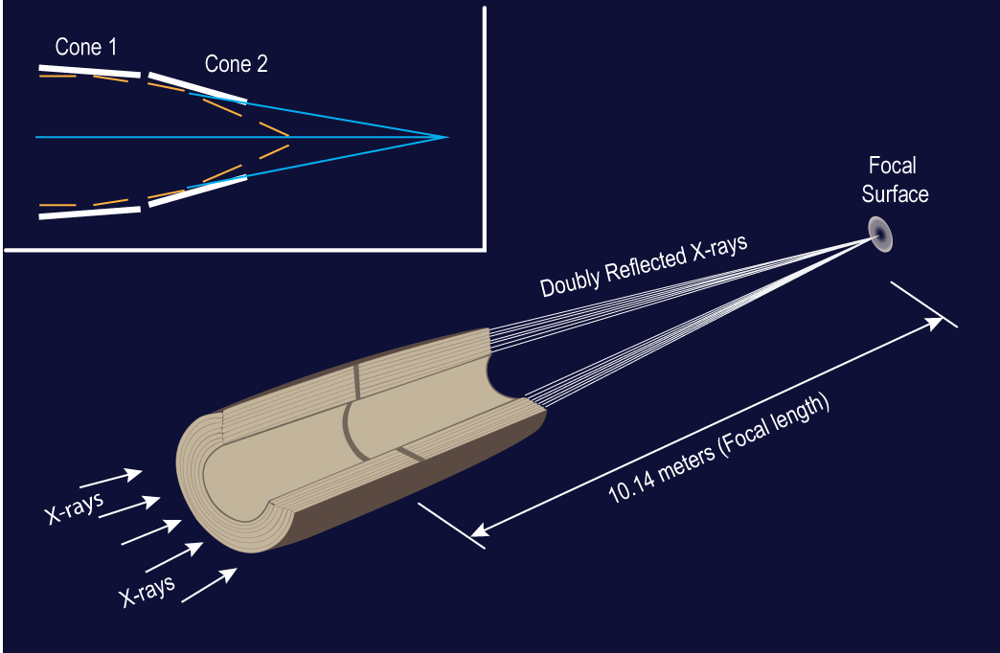 Cone 1
Cone 2
Focal
Surface
Doubly Reflected X-rays
10.14 meters (Focal length)
X-rays
X-rays